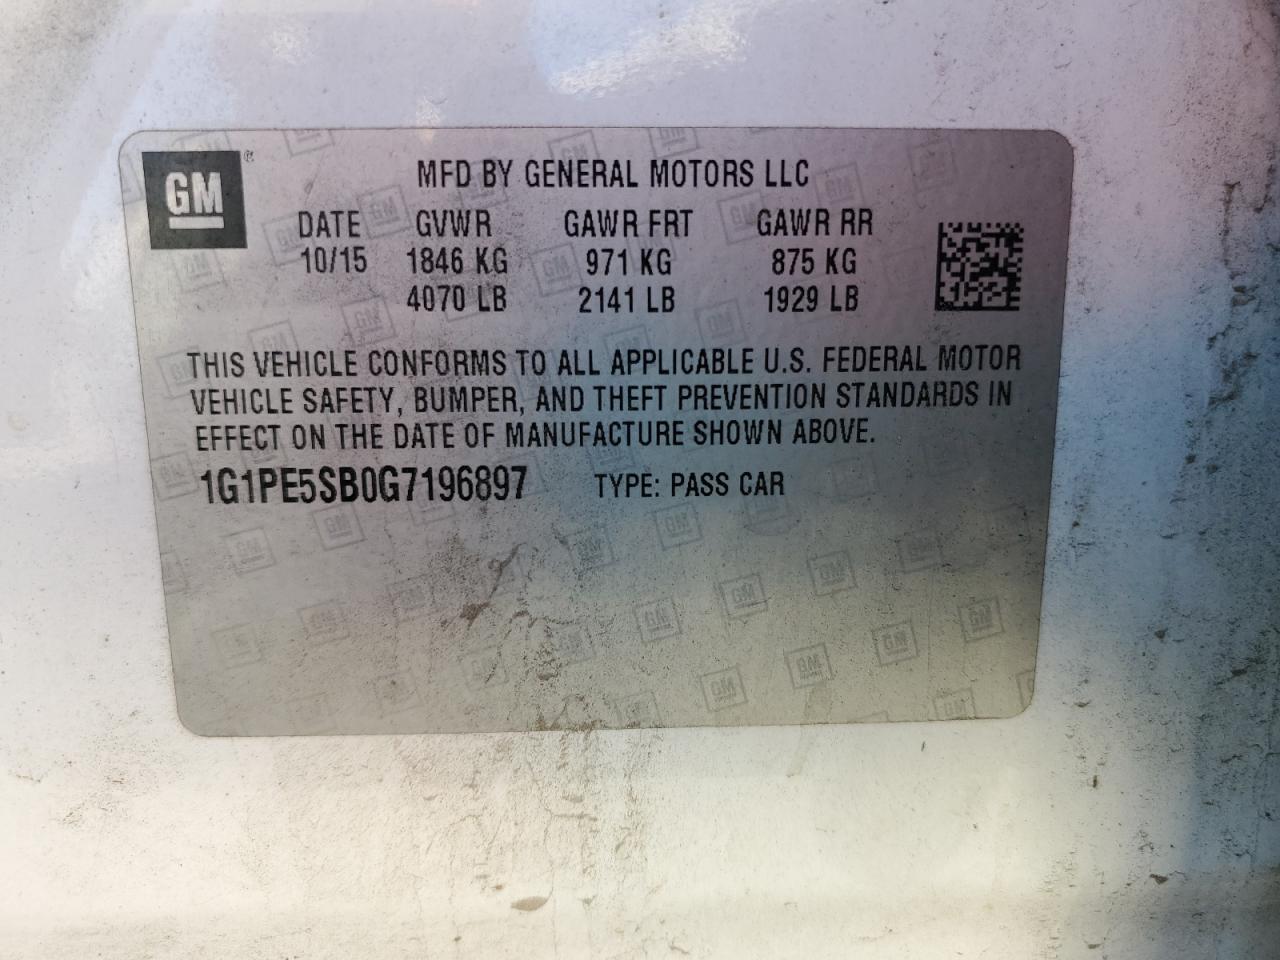 GM ®
MFD BY GENERAL MOTORS LLC
DATE GVWR GAWR FRT GAWR RR
10/15 1846 KG 971 KG 875 KG
4070 LB 2141 LB 1929 LB
THIS VEHICLE CONFORMS TO ALL APPLICABLE U.S. FEDERAL MOTOR
VEHICLE SAFETY, BUMPER, AND THEFT PREVENTION STANDARDS IN
EFFECT ON THE DATE OF MANUFACTURE SHOWN ABOVE.
1G1PE5SB0G7196897 TYPE: PASS CAR